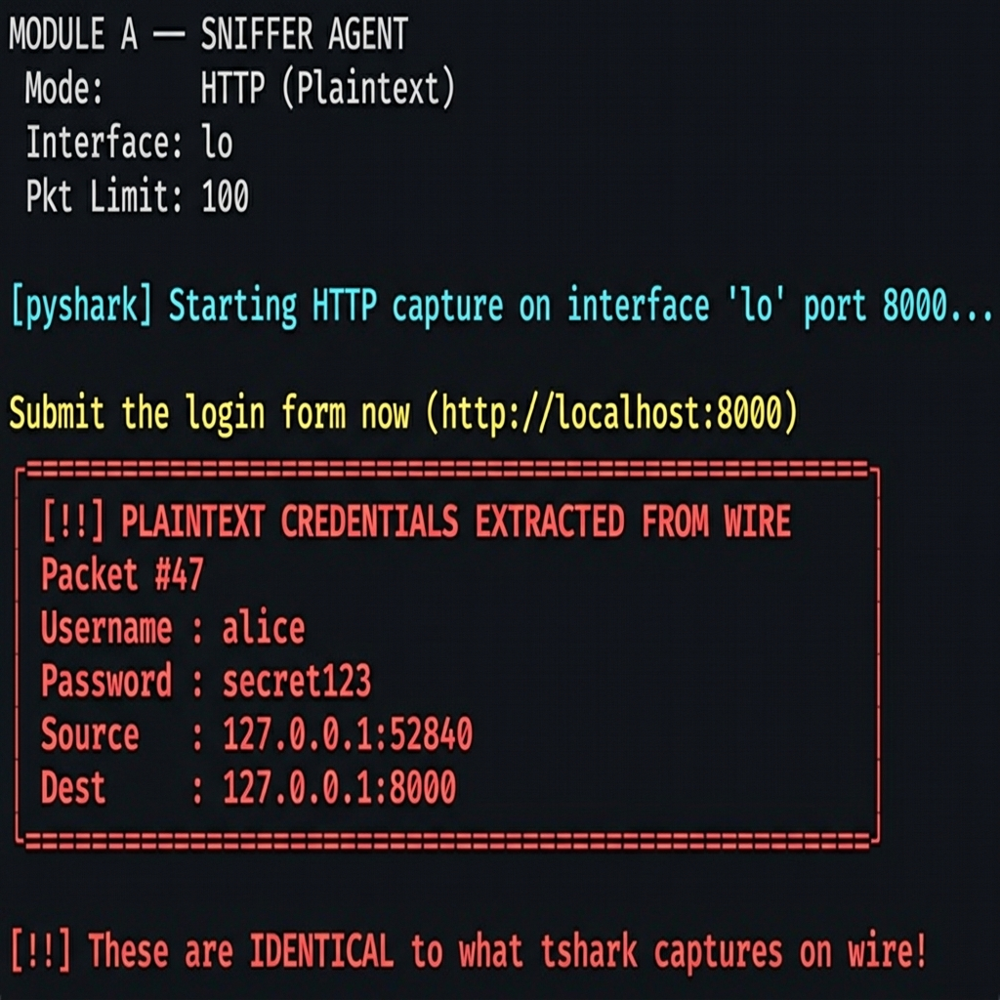 MODULE A — SNIFFER AGENT
Mode: HTTP (Plaintext)
Interface: lo
Pkt Limit: 100
[pyshark] Starting HTTP capture on interface 'lo' port 8000...
Submit the login form now (http://localhost:8000)
[!!] PLAINTEXT CREDENTIALS EXTRACTED FROM WIRE
Packet #47
Username : alice
Password : secret123
Source : 127.0.0.1:52840
Dest : 127.0.0.1:8000
[!!] These are IDENTICAL to what tshark captures on wire!